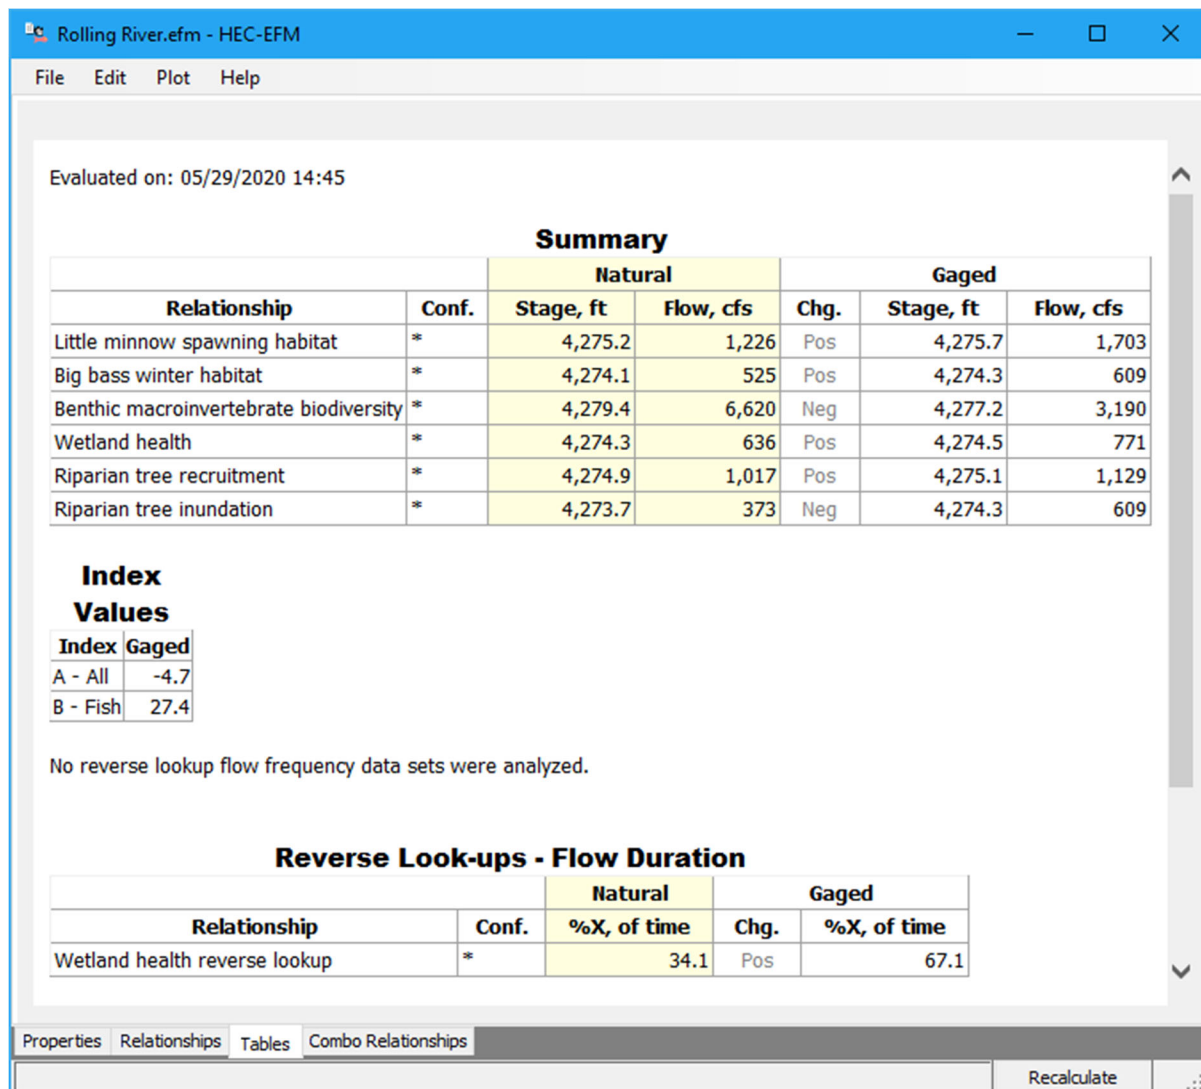 Rolling River.efm - HEC-EFM
File Edit Plot Help
Evaluated on: 05/29/2020 14:45
Summary
Natural Gaged
Relationship Conf. Stage, ft Flow, cfs Chg. Stage, ft Flow, cfs
Little minnow spawning habitat * 4,275.2 1,226 Pos 4,275.7 1,703
Big bass winter habitat * 4,274.1 525 Pos 4,274.3 609
Benthic macroinvertebrate biodiversity * 4,279.4 6,620 Neg 4,277.2 3,190
Wetland health * 4,274.3 636 Pos 4,274.5 771
Riparian tree recruitment * 4,274.9 1,017 Pos 4,275.1 1,129
Riparian tree inundation * 4,273.7 373 Neg 4,274.3 609
Index
Values
Index Gaged
A - All -4.7
B - Fish 27.4
No reverse lookup flow frequency data sets were analyzed.
Reverse Look-ups - Flow Duration
Natural Gaged
Relationship Conf. %X, of time Chg. %X, of time
Wetland health reverse lookup * 34.1 Pos 67.1
Properties Relationships Tables Combo Relationships
Recalculate